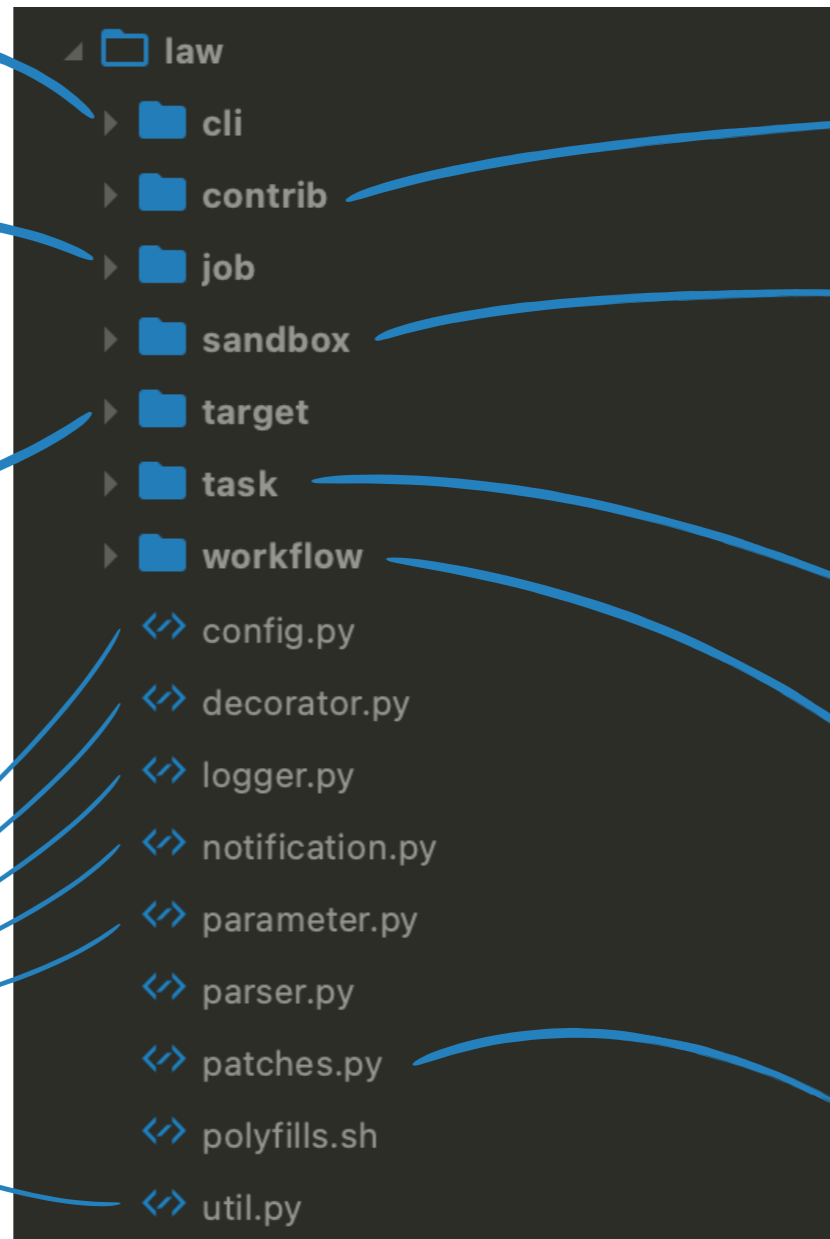 law
cli
contrib
job
sandbox
target
task
workflow
config.py
decorator.py
logger.py
notification.py
parameter.py
parser.py
patches.py
polyfills.sh
util.py